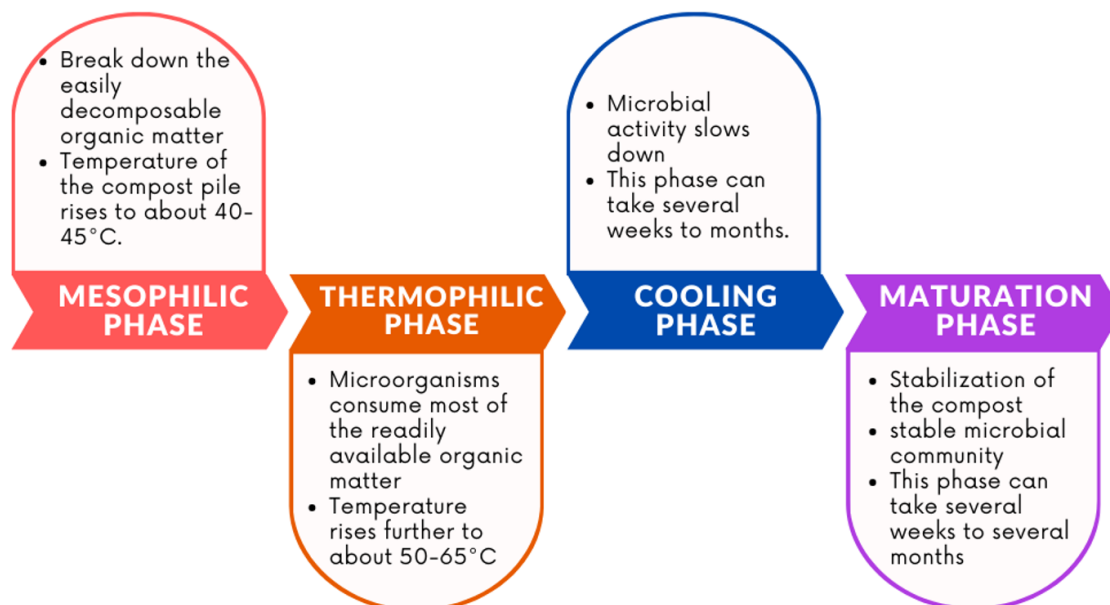 • Break down the
easily
decomposable
organic matter
• Temperature of
the compost pile
rises to about 40-
45°C.
MESOPHILIC
PHASE
THERMOPHILIC
PHASE
• Microorganisms
consume most of
the readily
available organic
matter
• Temperature
rises further to
about 50-65°C
• Microbial
activity slows
down
• This phase can
take several
weeks to months.
COOLING
PHASE
MATURATION
PHASE
• Stabilization of
the compost
• stable microbial
community
• This phase can
take several
weeks to several
months